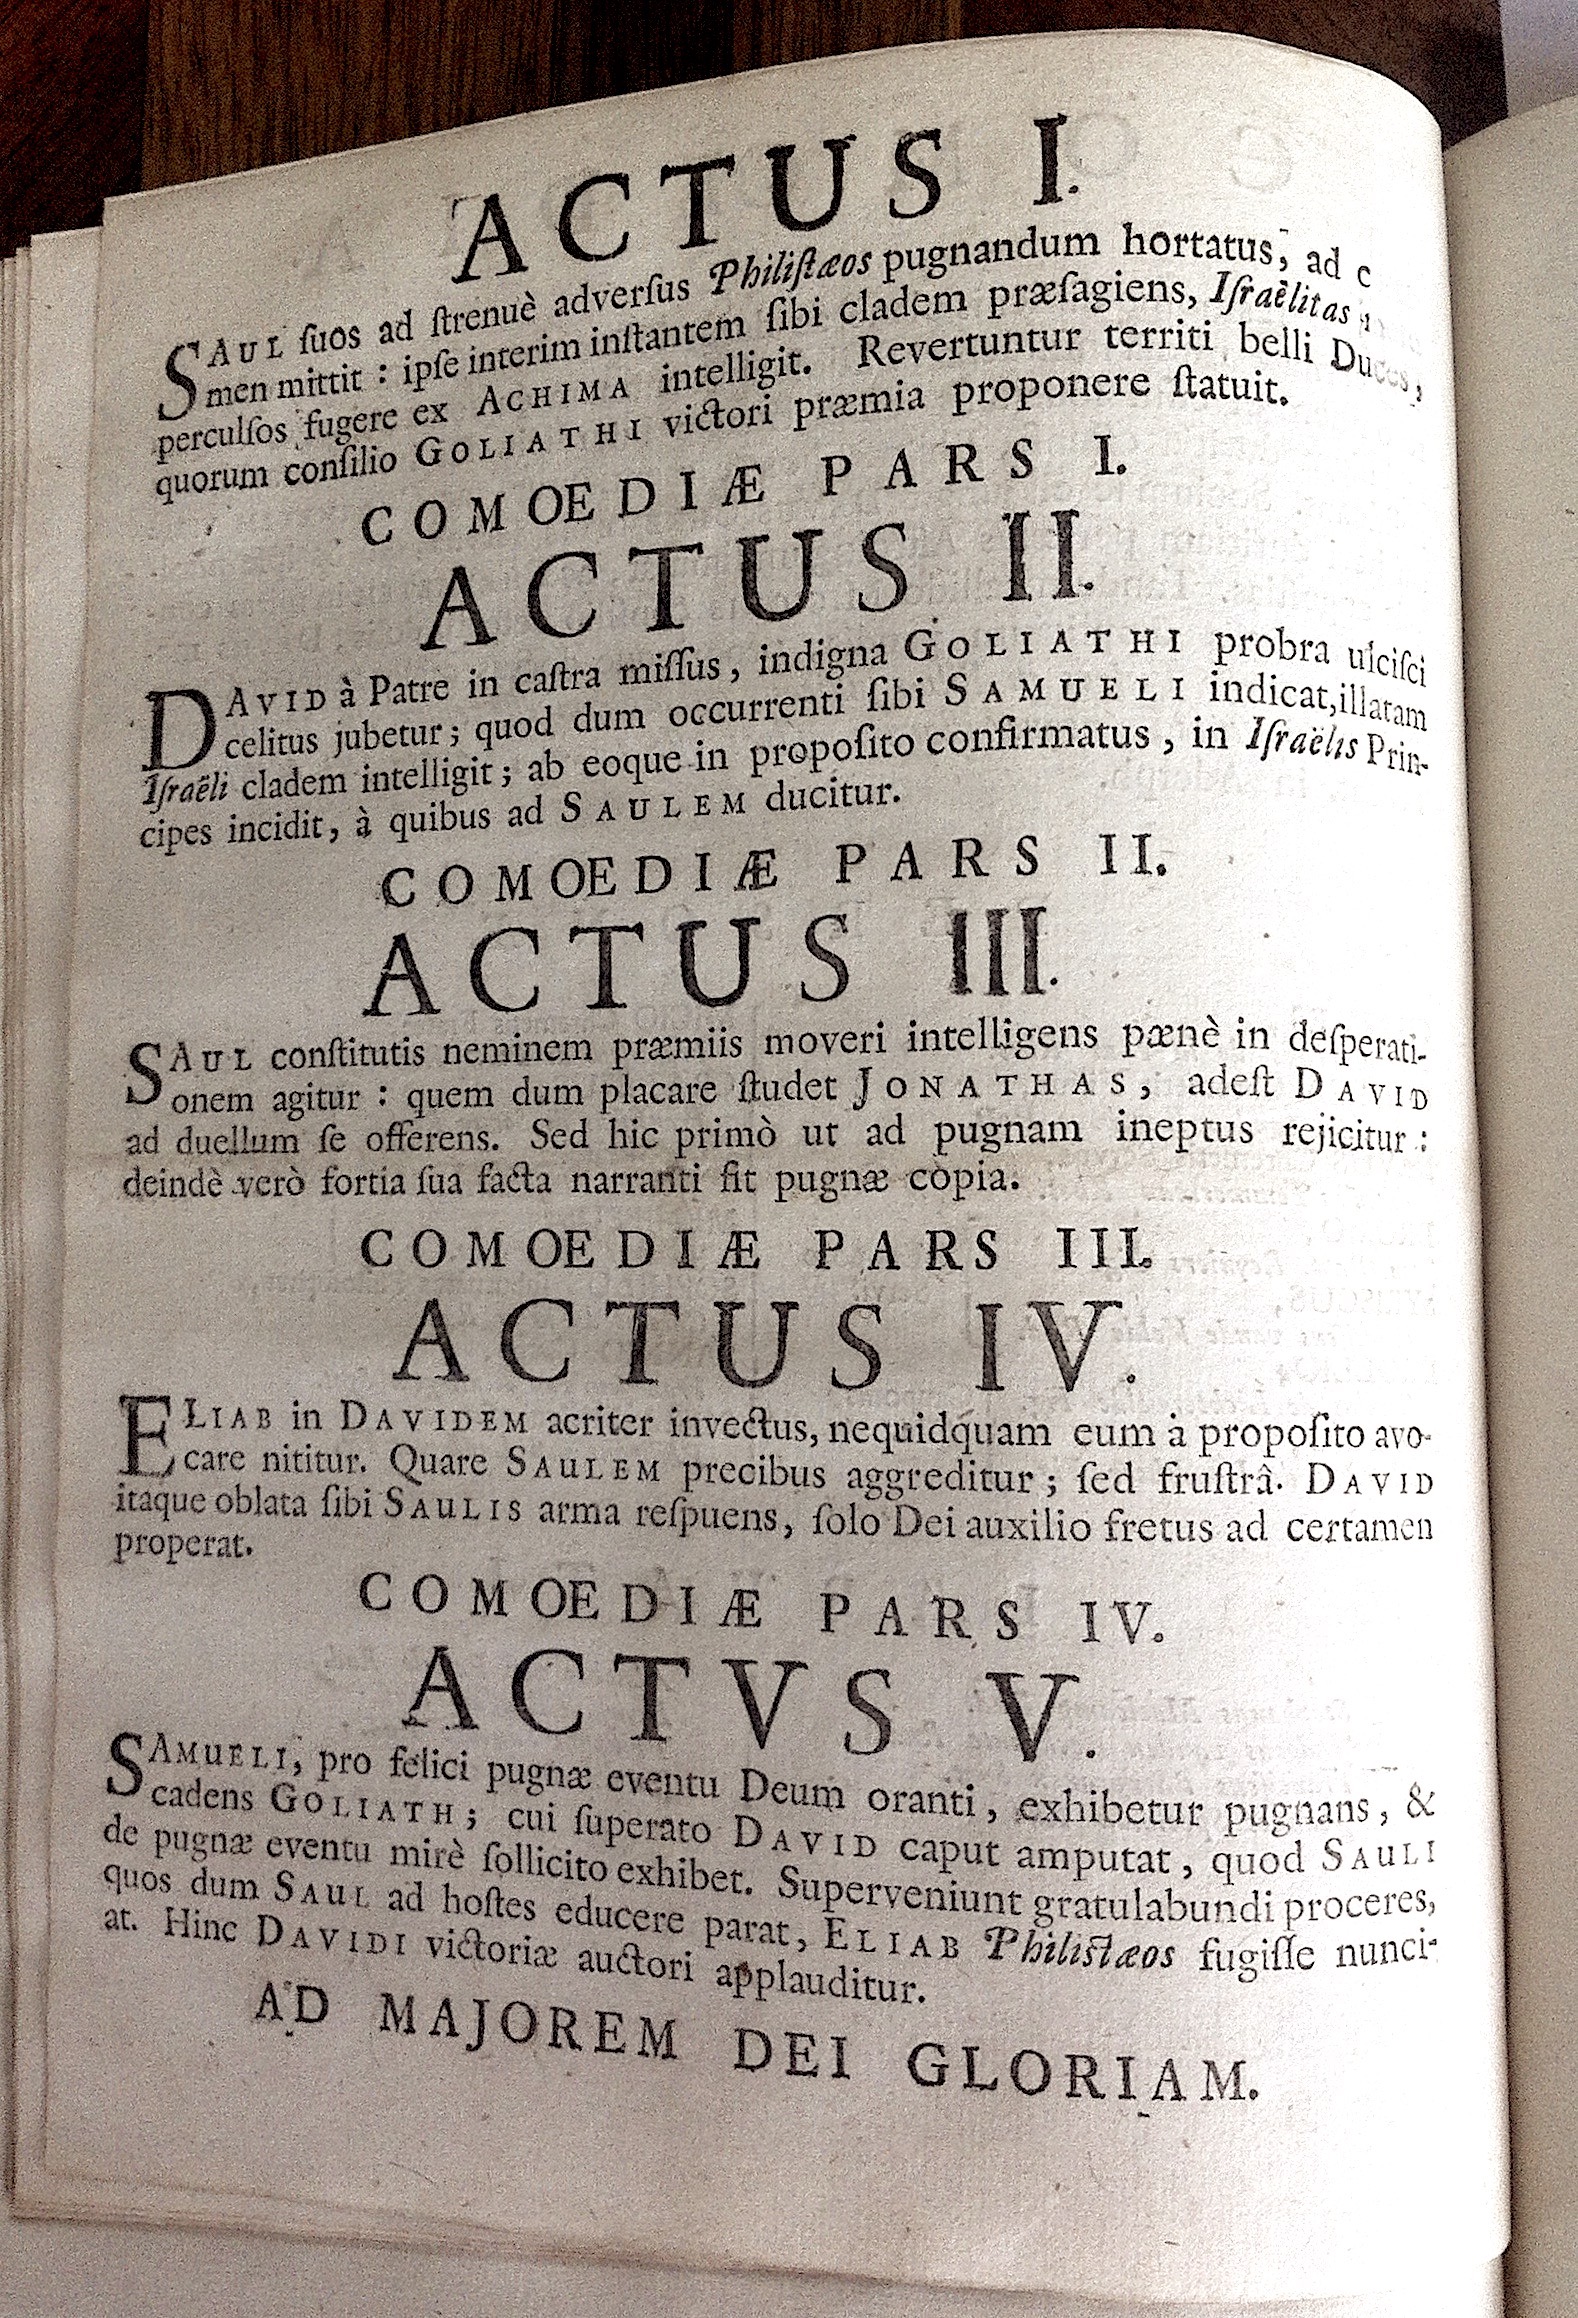 ACTUS I.
SAUL ſuos ad ſtrenuè adverſus Philiſtæos pugnandum hortatus, ad
men mittit : ipſe interim inſtantem ſibi cladem præſagiens, Iſraëlitas
perculſos fugere ex ACHIMA intelligit. Revertuntur territi belli Duces,
quorum conſilio GOLIATHI victori præmia proponere ſtatuit.
COMOEDIÆ PARS I.
ACTUS II.
DAVID à Patre in caſtra miſſus, indigna GOLIATHI probra ulciſci
celitus jubetur; quod dum occurrenti ſibi SAMUELI indicat, illatam
Iſraëli cladem intelligit; ab eoque in propoſito confirmatus, in Iſraëlis Prin-
cipes incidit, à quibus ad SAULEM ducitur.
COMOEDIÆ PARS II.
ACTUS III.
SAUL conſtitutis neminem præmiis moveri intelligens pænè in deſperati-
onem agitur : quem dum placare ſtudet JONATHAS, adeſt DAVID
ad duellum ſe offerens. Sed hic primò ut ad pugnam ineptus rejicitur :
deindè verò fortia ſua facta narranti fit pugnæ copia.
COMOEDIÆ PARS III.
ACTUS IV.
ELIAB in DAVIDEM acriter invectus, nequidquam eum à propoſito avo-
care nititur. Quare SAULEM precibus aggreditur; ſed fruſtrâ. DAVID
itaque oblata ſibi SAULIS arma reſpuens, ſolo Dei auxilio fretus ad certamen
properat.
COMOEDIÆ PARS IV.
ACTVS V.
SAMUELI, pro felici pugnæ eventu Deum oranti, exhibetur pugnans, &
cadens GOLIATH; cui ſuperato DAVID caput amputat, quod SAULI
de pugnæ eventu mirè ſollicito exhibet. Superveniunt gratulabundi proceres,
quos dum SAUL ad hoſtes educere parat, ELIAB Philiſtæos fugiſſe nunci-
at. Hinc DAVIDI victoriæ auctori applauditur.
AD MAJOREM DEI GLORIAM.